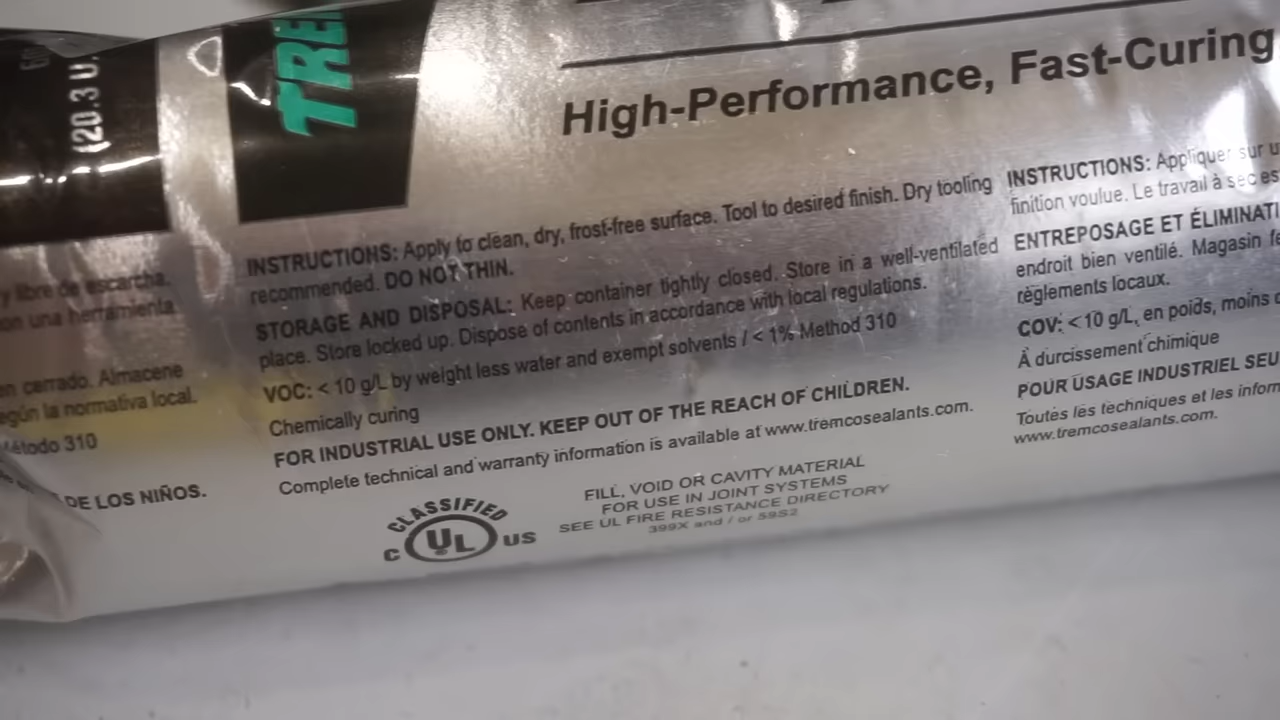 (20.3 U.
TRE
High-Performance, Fast-Curing
y libre de escarcha.
con una herramienta
en cerrado. Almacene
egún la normativa local.
Método 310
DE LOS NIÑOS.
INSTRUCTIONS: Apply to clean, dry, frost-free surface. Tool to desired finish. Dry tooling
recommended. DO NOT THIN.
STORAGE AND DISPOSAL: Keep container tightly closed. Store in a well-ventilated
place. Store locked up. Dispose of contents in accordance with local regulations.
VOC: < 10 g/L by weight less water and exempt solvents / < 1% Method 310
Chemically curing
FOR INDUSTRIAL USE ONLY. KEEP OUT OF THE REACH OF CHILDREN.
Complete technical and warranty information is available at www.tremcosealants.com.
CLASSIFIED
C UL ® US
FILL, VOID OR CAVITY MATERIAL
FOR USE IN JOINT SYSTEMS
SEE UL FIRE RESISTANCE DIRECTORY
399X and / or 59S2
INSTRUCTIONS: Appliquer sur u
finition voulue. Le travail à sec es
ENTREPOSAGE ET ÉLIMINATI
endroit bien ventilé. Magasin fe
règlements locaux.
COV: < 10 g/L, en poids, moins
À durcissement chimique
POUR USAGE INDUSTRIEL SEU
Toutes les techniques et les inform
www.tremcosealants.com.